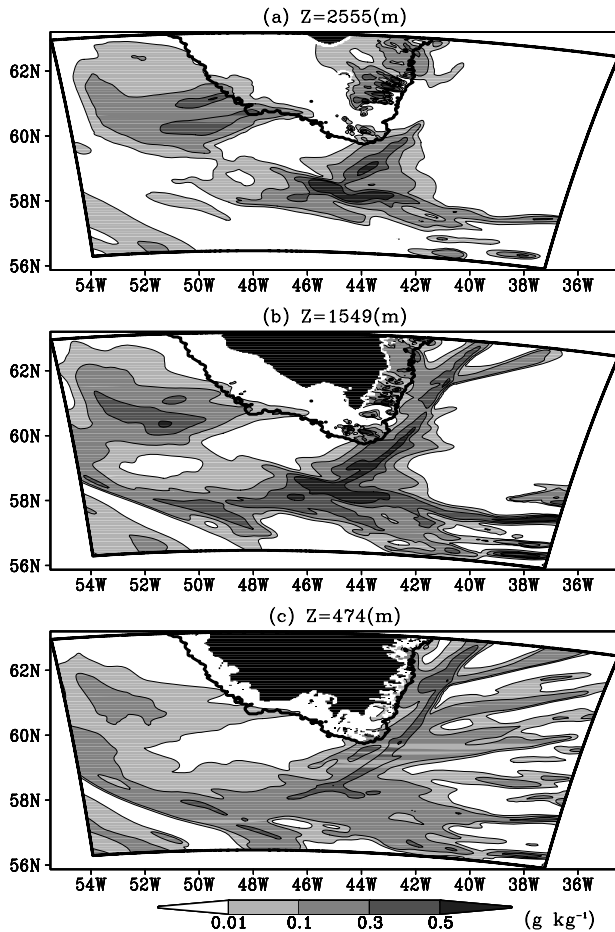 (a) Z=2555(m)
62N
60N
58N
56N
54W 52W 50W 48W 46W 44W 42W 40W 38W 36W
(b) Z=1549(m)
62N
60N
58N
56N
54W 52W 50W 48W 46W 44W 42W 40W 38W 36W
(c) Z=474(m)
62N
60N
58N
56N
54W 52W 50W 48W 46W 44W 42W 40W 38W 36W
0.01 0.1 0.3 0.5 (g kg⁻¹)